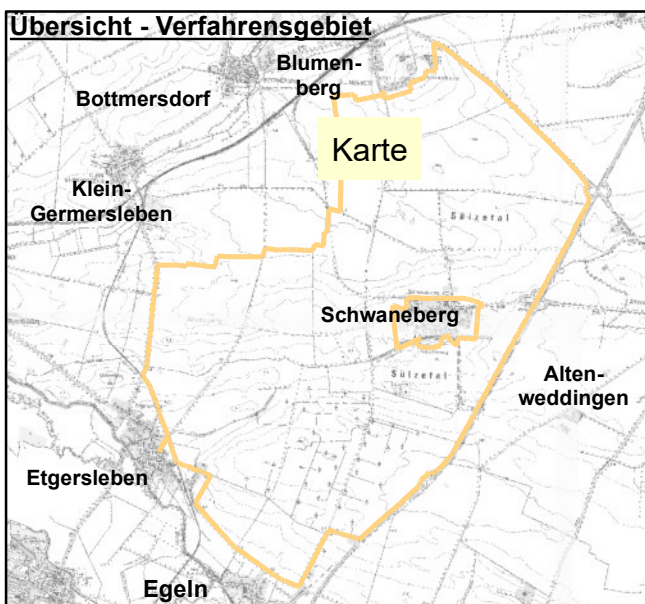 Übersicht - Verfahrensgebiet
Blumen-
berg
Bottmersdorf
Karte
Klein-
Germersleben
Sülzetal
Schwaneberg
Sülzetal
Alten-
weddingen
Etgersleben
Egeln